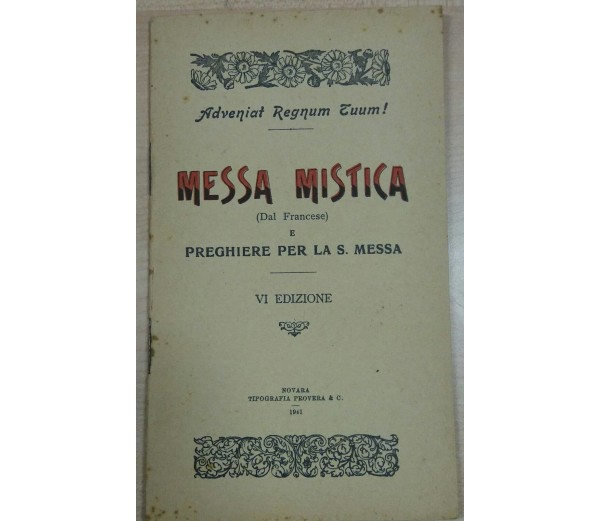 Adveniat Regnum Tuum!
MESSA MISTICA
(Dal Francese)
E
PREGHIERE PER LA S. MESSA
VI EDIZIONE
NOVARA
TIPOGRAFIA PROVERA & C.
1941